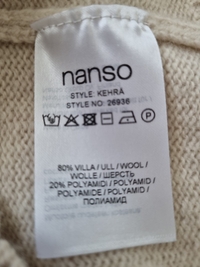 nanso
STYLE: KEHRÄ
STYLE NO: 26936
P
80% VILLA / ULL / WOOL /
WOLLE / ШЕРСТЬ
20% POLYAMIDI / POLYAMID /
POLYAMIDE / POLYAMID /
ПОЛИАМИД